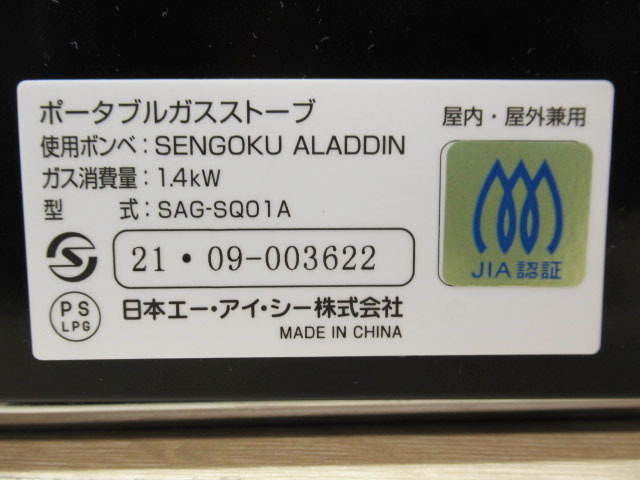 ポータブルガスストーブ
使用ボンベ：SENGOKU ALADDIN
ガス消費量：1.4kW
型　　式：SAG-SQ01A
21・09-003622
PS
LPG
日本エー・アイ・シー株式会社
MADE IN CHINA
屋内・屋外兼用
JIA認証